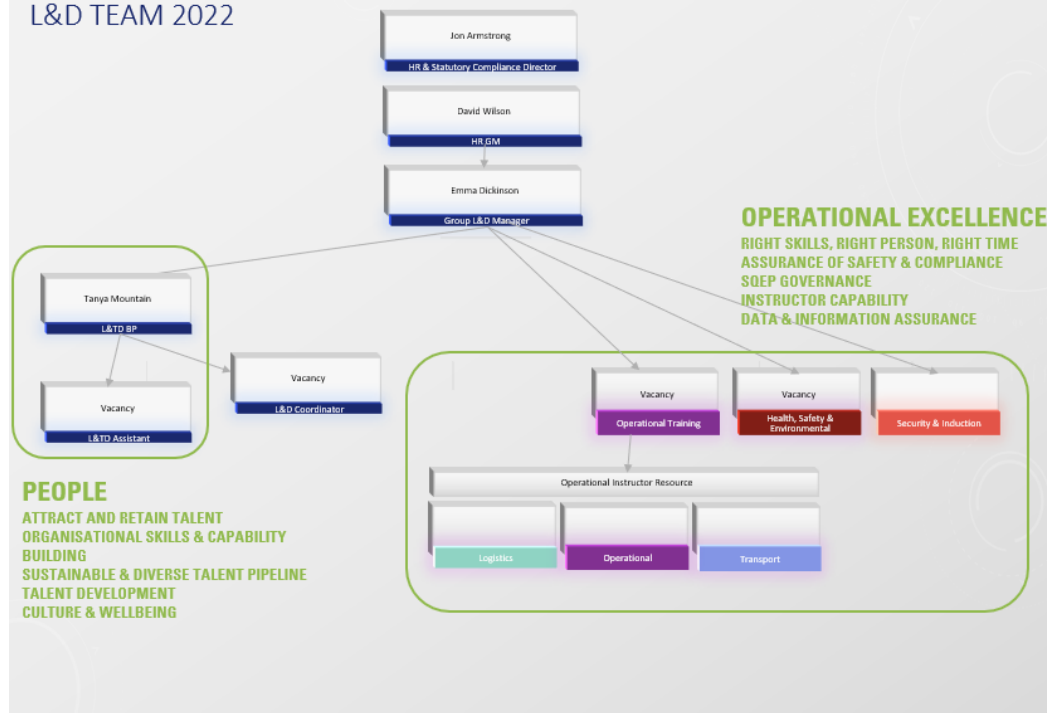 L&D TEAM 2022
Jon Armstrong
HR & Statutory Compliance Director
David Wilson
HR GM
Emma Dickinson
Group L&D Manager
OPERATIONAL EXCELLENCE
RIGHT SKILLS, RIGHT PERSON, RIGHT TIME
ASSURANCE OF SAFETY & COMPLIANCE
SQEP GOVERNANCE
INSTRUCTOR CAPABILITY
DATA & INFORMATION ASSURANCE
Tanya Mountain
L&TD BP
Vacancy
L&TD Assistant
Vacancy
L&D Coordinator
Vacancy
Operational Training
Vacancy
Health, Safety &
Environmental
Security & Induction
Operational Instructor Resource
Logistics
Operational
Transport
PEOPLE
ATTRACT AND RETAIN TALENT
ORGANISATIONAL SKILLS & CAPABILITY
BUILDING
SUSTAINABLE & DIVERSE TALENT PIPELINE
TALENT DEVELOPMENT
CULTURE & WELLBEING